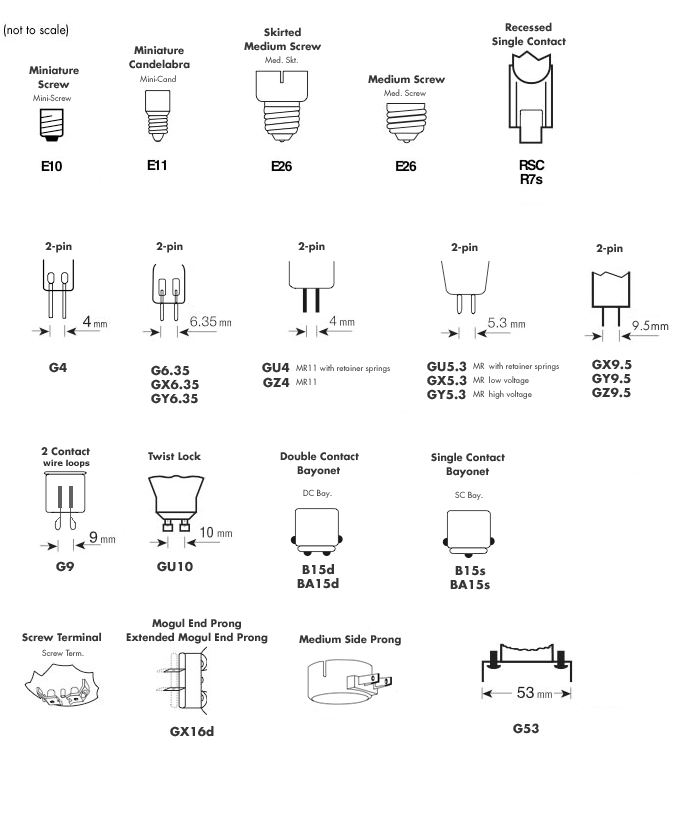 (not to scale)
Miniature
Screw
Mini-Screw
E10
Miniature
Candelabra
Mini-Cand
E11
Skirted
Medium Screw
Med. Skt.
E26
Medium Screw
Med. Screw
E26
Recessed
Single Contact
RSC
R7s
2-pin
4 mm
G4
2-pin
6.35 mm
G6.35
GX6.35
GY6.35
2-pin
4 mm
GU4 MR11 with retainer springs
GZ4 MR11
2-pin
5.3 mm
GU5.3 MR with retainer springs
GX5.3 MR low voltage
GY5.3 MR high voltage
2-pin
9.5mm
GX9.5
GY9.5
GZ9.5
2 Contact
wire loops
9 mm
G9
Twist Lock
10 mm
GU10
Double Contact
Bayonet
DC Bay.
B15d
BA15d
Single Contact
Bayonet
SC Bay.
B15s
BA15s
Screw Terminal
Screw Term.
Mogul End Prong
Extended Mogul End Prong
GX16d
Medium Side Prong
53 mm
G53